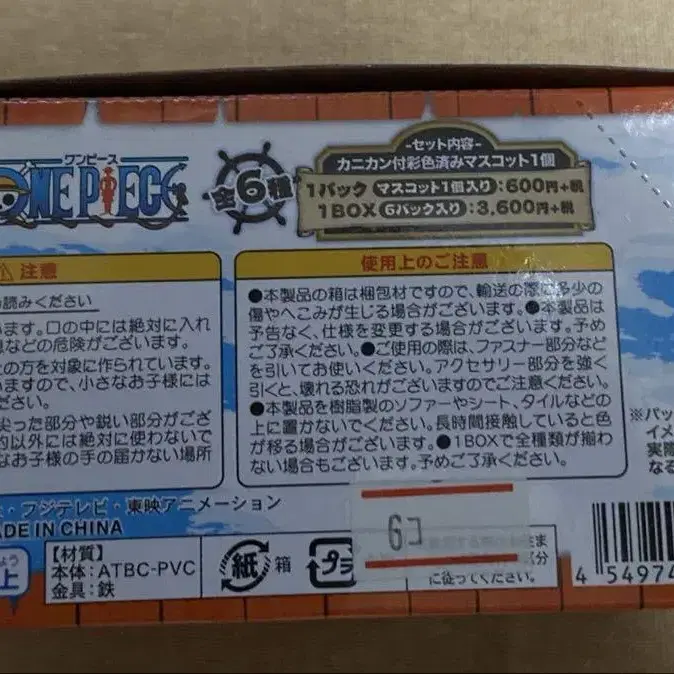 ワンピース
ONE PIECE
全6種
-セット内容-
カニカン付彩色済みマスコット1個
1パック マスコット1個入り:600円+税
1BOX 6パック入り:3,600円+税
注意
読みください
います。口の中には絶対に入れ
息などの危険がございます。
の方を対象に作られています。
ますので、小さなお子様には
ださい。
尖った部分や鋭い部分がござ
的以外には絶対に使わないで
なお子様の手の届かない場所
使用上のご注意
●本製品の箱は梱包材ですので、輸送の際に多少の
傷やへこみが生じる場合がございます。●本製品は
予告なく、仕様を変更する場合がございます。予め
ご了承ください。●ご使用の際は、ファスナー部分など
を引いてお使いください。アクセサリー部分を強く
引くと、壊れる恐れがございますのでご注意ください。
●本製品を樹脂製のソファーやシート、タイルなどの
上に置かないでください。長時間接触していると色
が移る場合がございます。●1BOXで全種類が揃わ
ない場合もございます。予めご了承ください。
※パッ
イメ
実際
なる
・フジテレビ・東映アニメーション
MADE IN CHINA
上
【材質】
本体:ATBC-PVC
金具:鉄
紙 箱
プラ
6コ
に従ってください。
4 54974